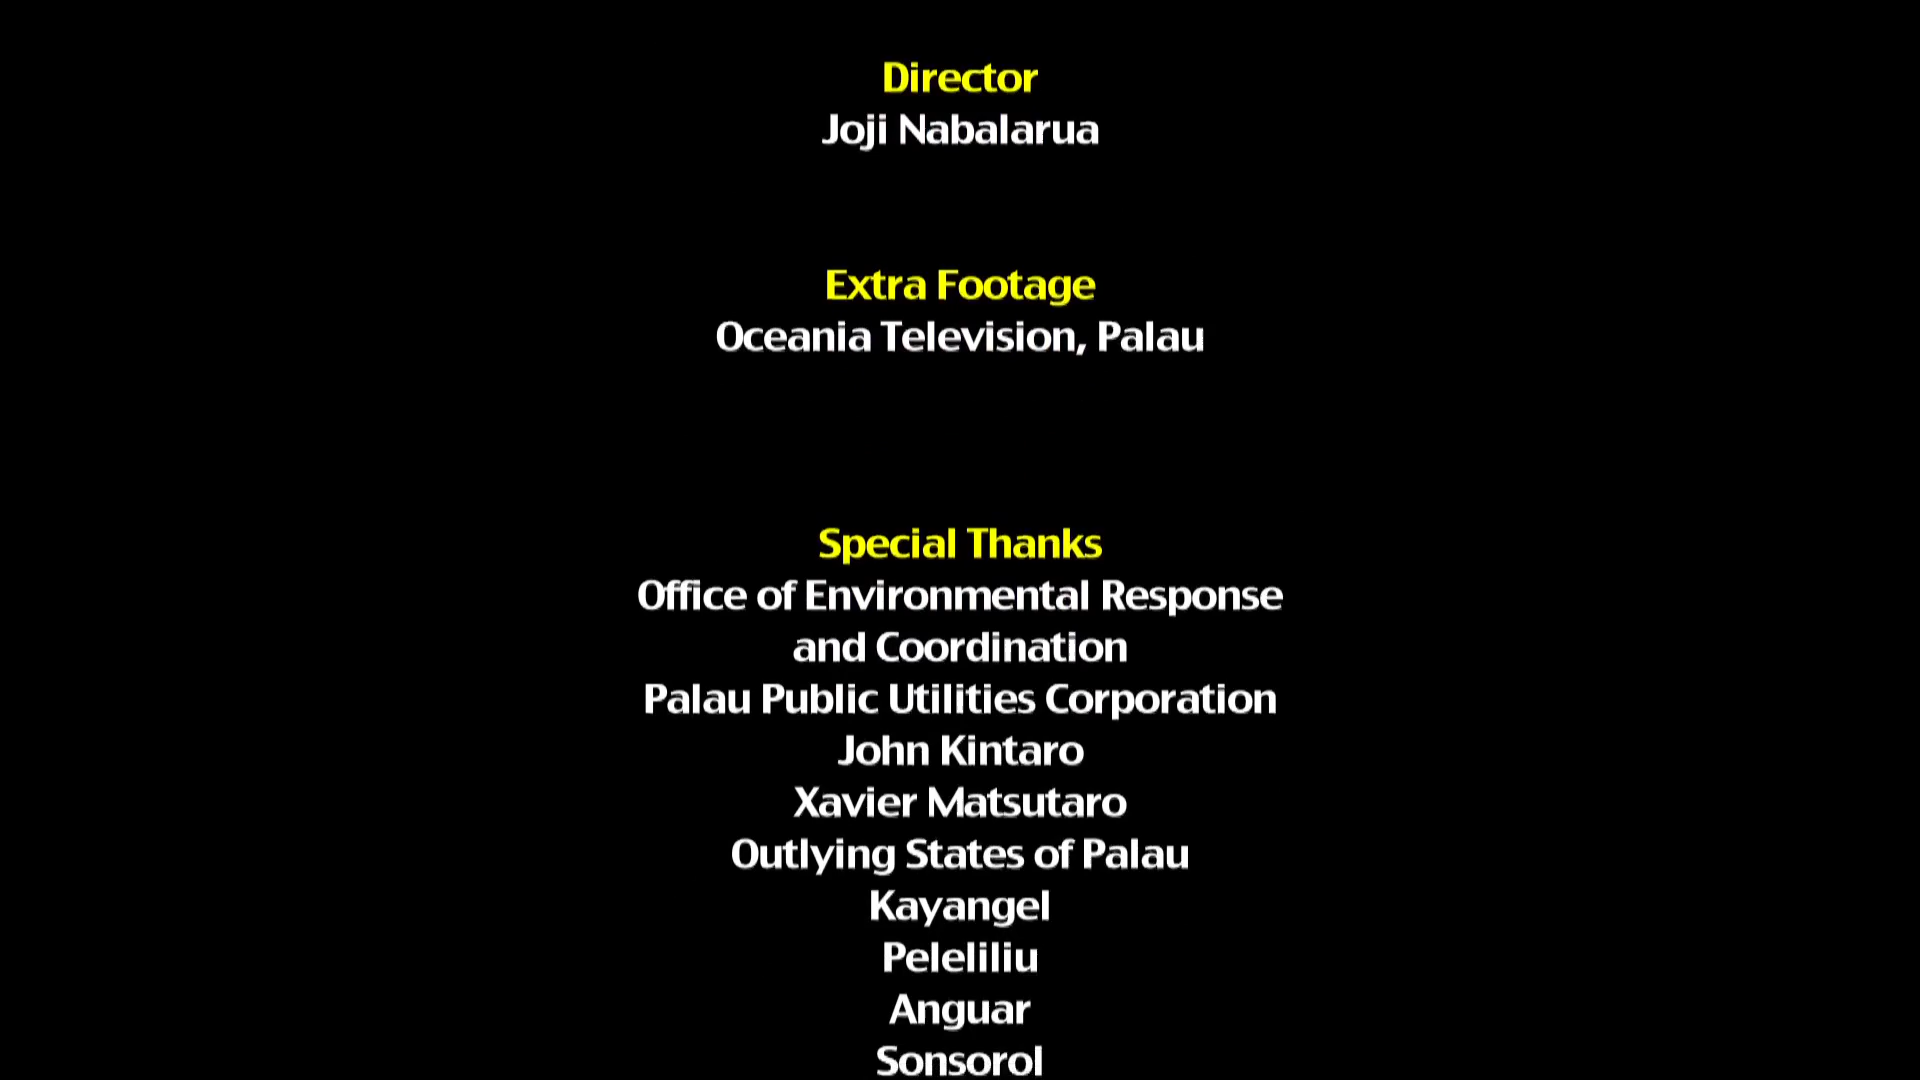 Director
Joji Nabalarua
Extra Footage
Oceania Television, Palau
Special Thanks
Office of Environmental Response
and Coordination
Palau Public Utilities Corporation
John Kintaro
Xavier Matsutaro
Outlying States of Palau
Kayangel
Peleliliu
Anguar
Sonsorol